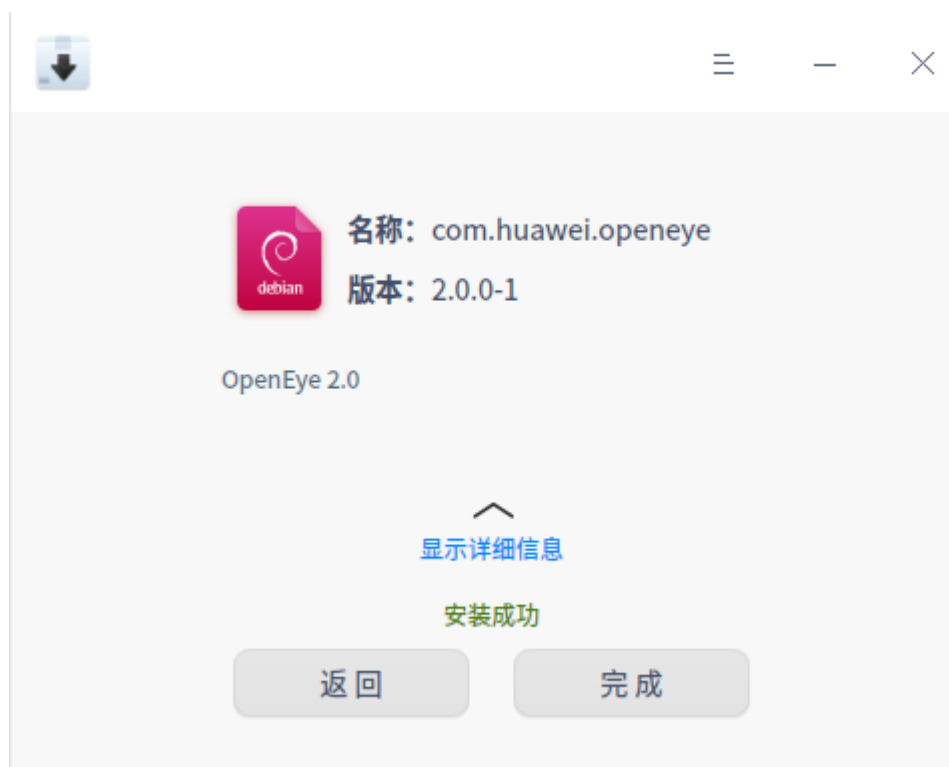 名称：com.huawei.openeye
debian
版本：2.0.0-1
OpenEye 2.0
显示详细信息
安装成功
返回 完成